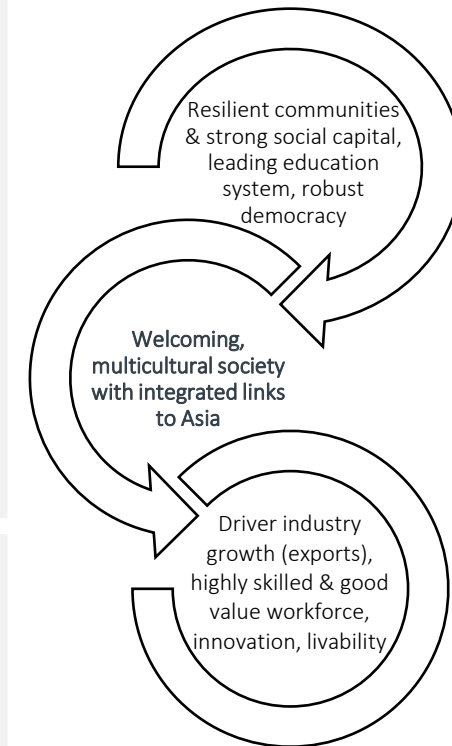 Resilient communities
& strong social capital,
leading education
system, robust
democracy
Welcoming,
multicultural society
with integrated links
to Asia
Driver industry
growth (exports),
highly skilled & good
value workforce,
innovation, livability